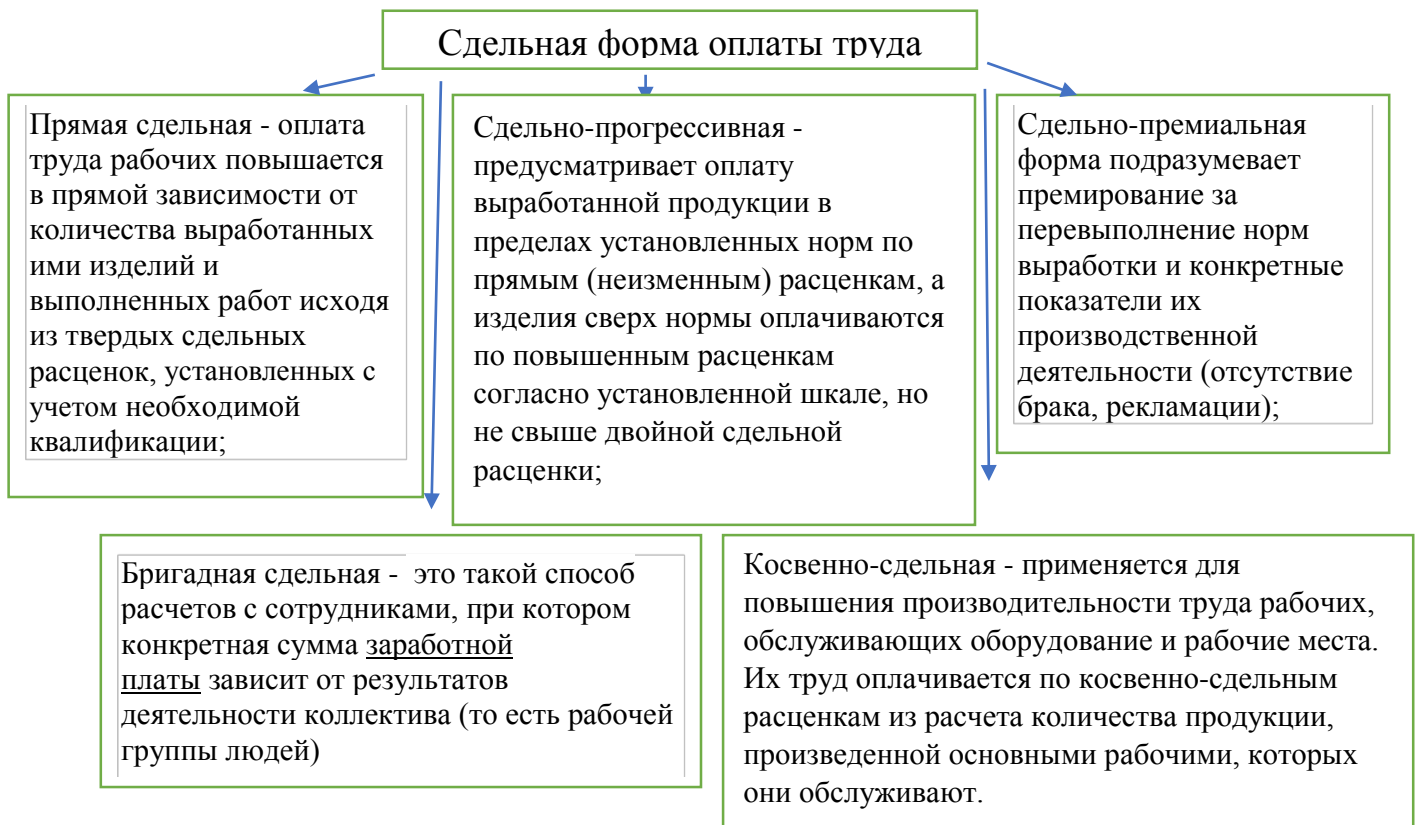 Сдельная форма оплаты труда
Прямая сдельная - оплата
труда рабочих повышается
в прямой зависимости от
количества выработанных
ими изделий и
выполненных работ исходя
из твердых сдельных
расценок, установленных с
учетом необходимой
квалификации;
Сдельно-прогрессивная -
предусматривает оплату
выработанной продукции в
пределах установленных норм по
прямым (неизменным) расценкам, а
изделия сверх нормы оплачиваются
по повышенным расценкам
согласно установленной шкале, но
не свыше двойной сдельной
расценки;
Сдельно-премиальная
форма подразумевает
премирование за
перевыполнение норм
выработки и конкретные
показатели их
производственной
деятельности (отсутствие
брака, рекламации);
Бригадная сдельная - это такой способ
расчетов с сотрудниками, при котором
конкретная сумма заработной
платы зависит от результатов
деятельности коллектива (то есть рабочей
группы людей)
Косвенно-сдельная - применяется для
повышения производительности труда рабочих,
обслуживающих оборудование и рабочие места.
Их труд оплачивается по косвенно-сдельным
расценкам из расчета количества продукции,
произведенной основными рабочими, которых
они обслуживают.